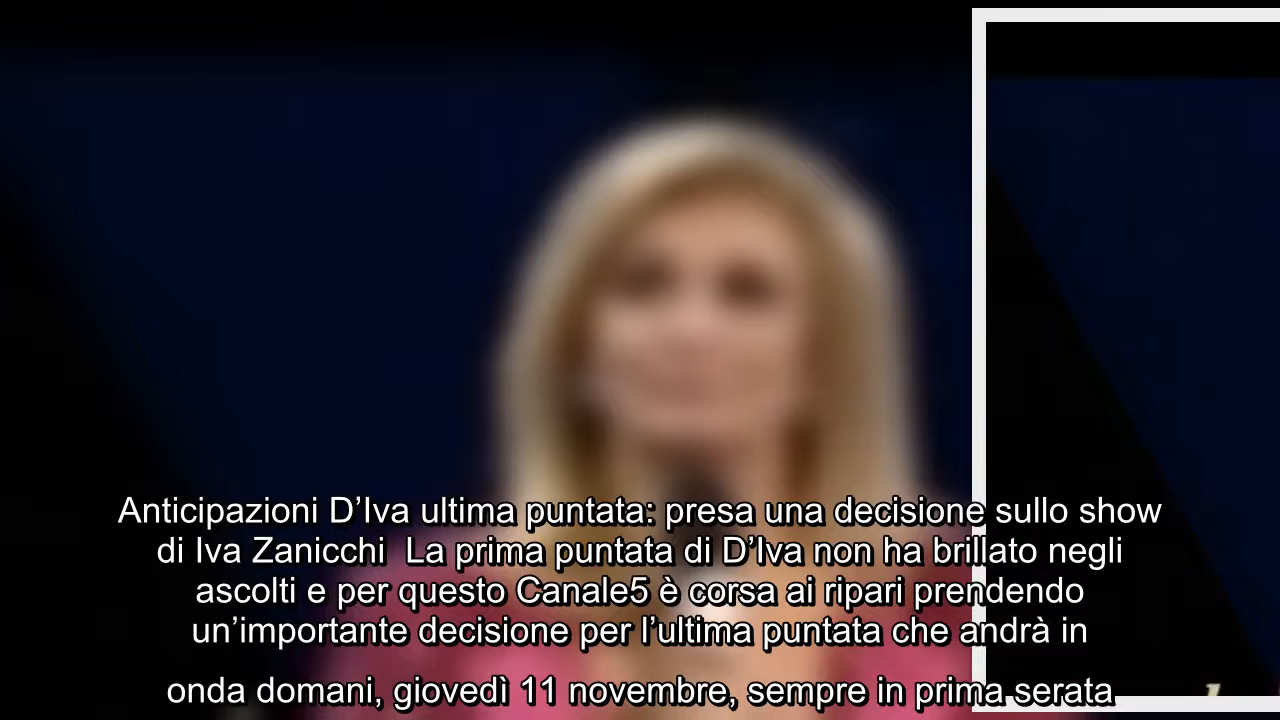 Anticipazioni D’Iva ultima puntata: presa una decisione sullo show
di Iva Zanicchi  La prima puntata di D’Iva non ha brillato negli
ascolti e per questo Canale5 è corsa ai ripari prendendo
un’importante decisione per l’ultima puntata che andrà in
onda domani, giovedì 11 novembre, sempre in prima serata